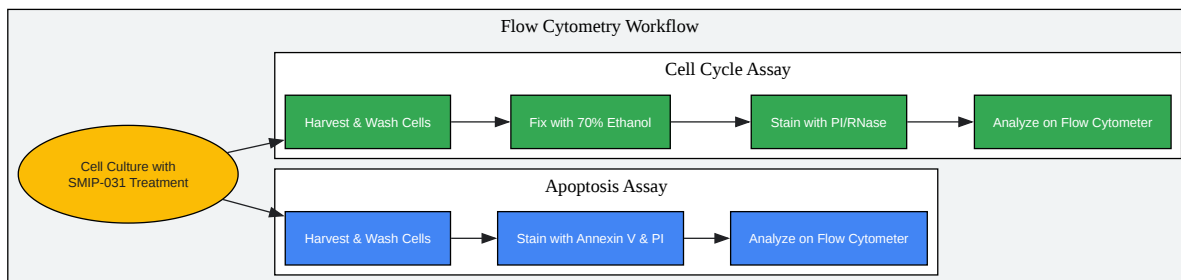 Flow Cytometry Workflow
Cell Cycle Assay
Harvest & Wash Cells
Fix with 70% Ethanol
Stain with PI/RNase
Analyze on Flow Cytometer
Cell Culture with
SMIP-031 Treatment
Apoptosis Assay
Harvest & Wash Cells
Stain with Annexin V & PI
Analyze on Flow Cytometer